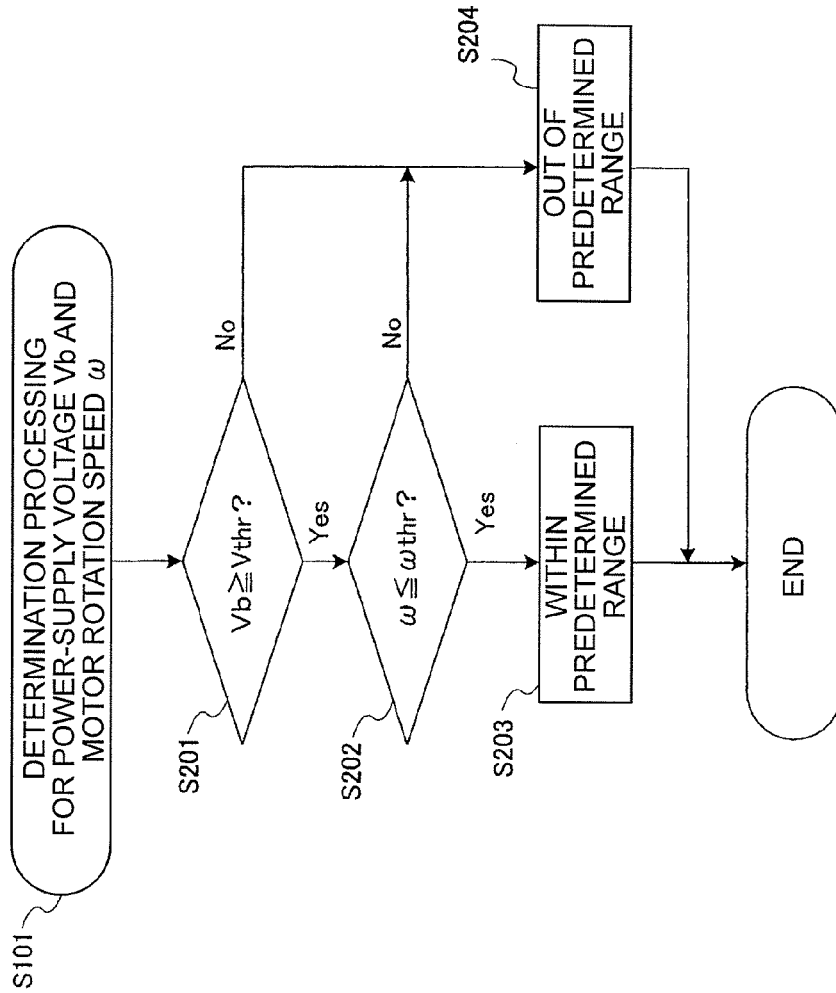 S101
DETERMINATION PROCESSING
FOR POWER-SUPPLY VOLTAGE Vb AND
MOTOR ROTATION SPEED ω
S201
Vb≧Vthr?
No
Yes
S202
ω≦ωthr?
No
Yes
S203
WITHIN
PREDETERMINED
RANGE
S204
OUT OF
PREDETERMINED
RANGE
END